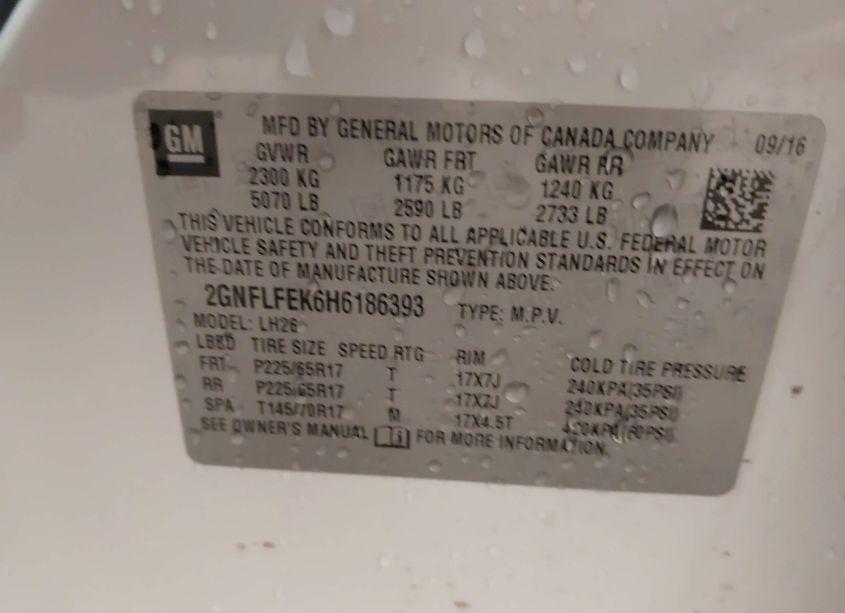 GM MFD BY GENERAL MOTORS OF CANADA COMPANY 09/16
GVWR GAWR FRT GAWR RR
2300 KG 1175 KG 1240 KG
5070 LB 2590 LB 2733 LB
THIS VEHICLE CONFORMS TO ALL APPLICABLE U.S. FEDERAL MOTOR
VEHICLE SAFETY AND THEFT PREVENTION STANDARDS IN EFFECT ON
THE DATE OF MANUFACTURE SHOWN ABOVE.
2GNFLFEK6H6186393 TYPE: M.P.V.
MODEL: LH26
TIRE SIZE SPEED RTG RIM COLD TIRE PRESSURE
FRT P225/65R17 T 17X7J 240KPA(35PSI)
RR P225/65R17 T 17X7J 240KPA(35PSI)
SPA T145/70R17 M 17X4.5T 420KPA(60PSI)
SEE OWNER'S MANUAL FOR MORE INFORMATION.